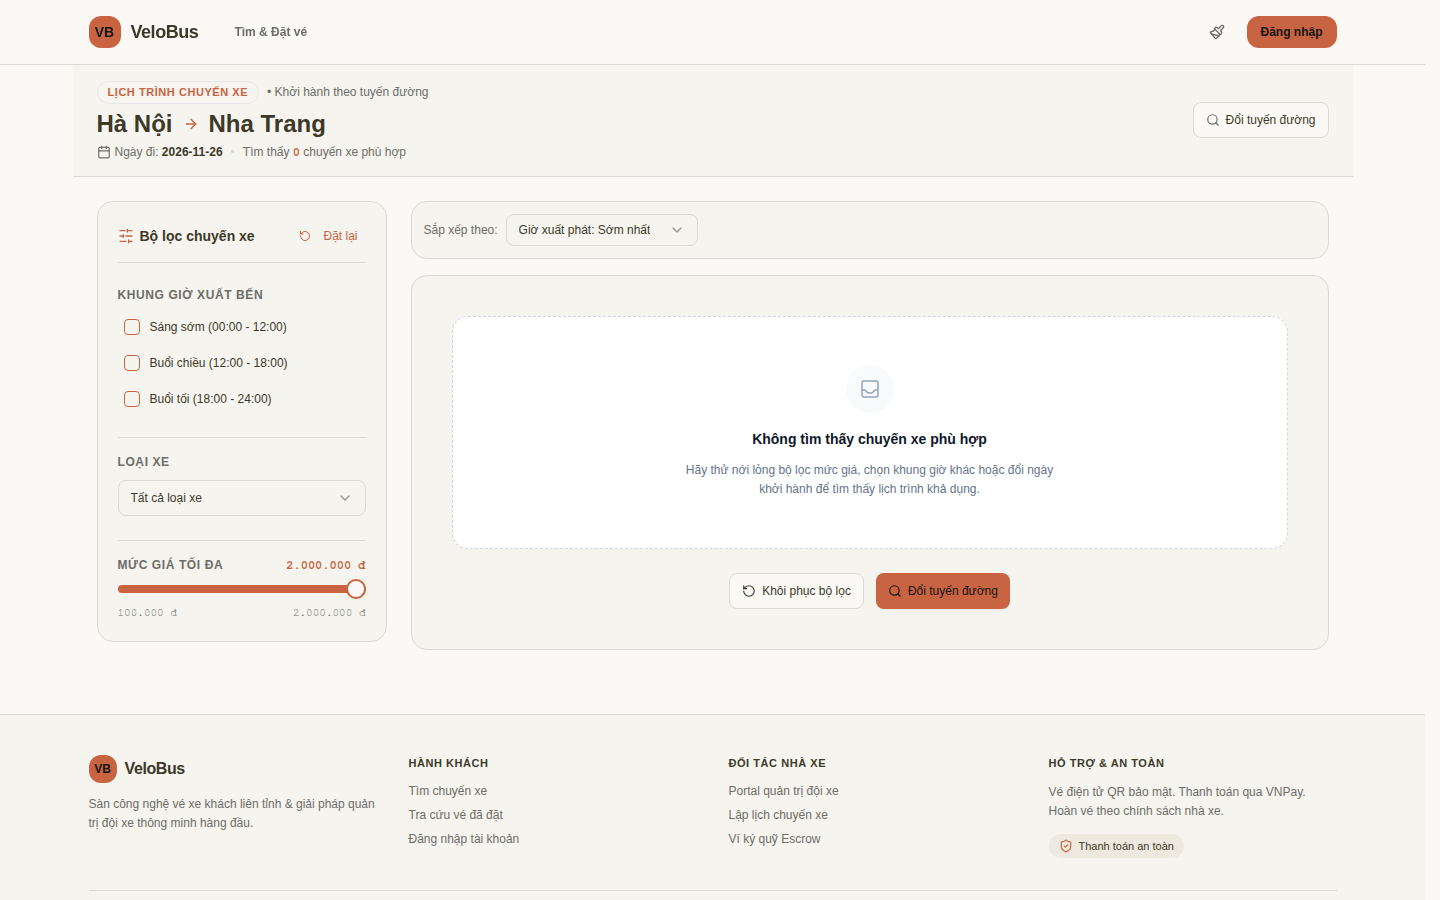 VB VeloBus
Tìm & Đặt vé
Đăng nhập
LỊCH TRÌNH CHUYẾN XE • Khởi hành theo tuyến đường
Hà Nội → Nha Trang
Ngày đi: 2026-11-26 • Tìm thấy 0 chuyến xe phù hợp
Đổi tuyến đường
Bộ lọc chuyến xe
Đặt lại
KHUNG GIỜ XUẤT BẾN
Sáng sớm (00:00 - 12:00)
Buổi chiều (12:00 - 18:00)
Buổi tối (18:00 - 24:00)
LOẠI XE
Tất cả loại xe
MỨC GIÁ TỐI ĐA 2.000.000 đ
100.000 đ 2.000.000 đ
Sắp xếp theo: Giờ xuất phát: Sớm nhất
Không tìm thấy chuyến xe phù hợp
Hãy thử nới lỏng bộ lọc mức giá, chọn khung giờ khác hoặc đổi ngày
khởi hành để tìm thấy lịch trình khả dụng.
Khôi phục bộ lọc
Đổi tuyến đường
VB VeloBus
Sàn công nghệ vé xe khách liên tỉnh & giải pháp quản
trị đội xe thông minh hàng đầu.
HÀNH KHÁCH
Tìm chuyến xe
Tra cứu vé đã đặt
Đăng nhập tài khoản
ĐỐI TÁC NHÀ XE
Portal quản trị đội xe
Lập lịch chuyến xe
Ví ký quỹ Escrow
HỖ TRỢ & AN TOÀN
Vé điện tử QR bảo mật. Thanh toán qua VNPay.
Hoàn vé theo chính sách nhà xe.
Thanh toán an toàn